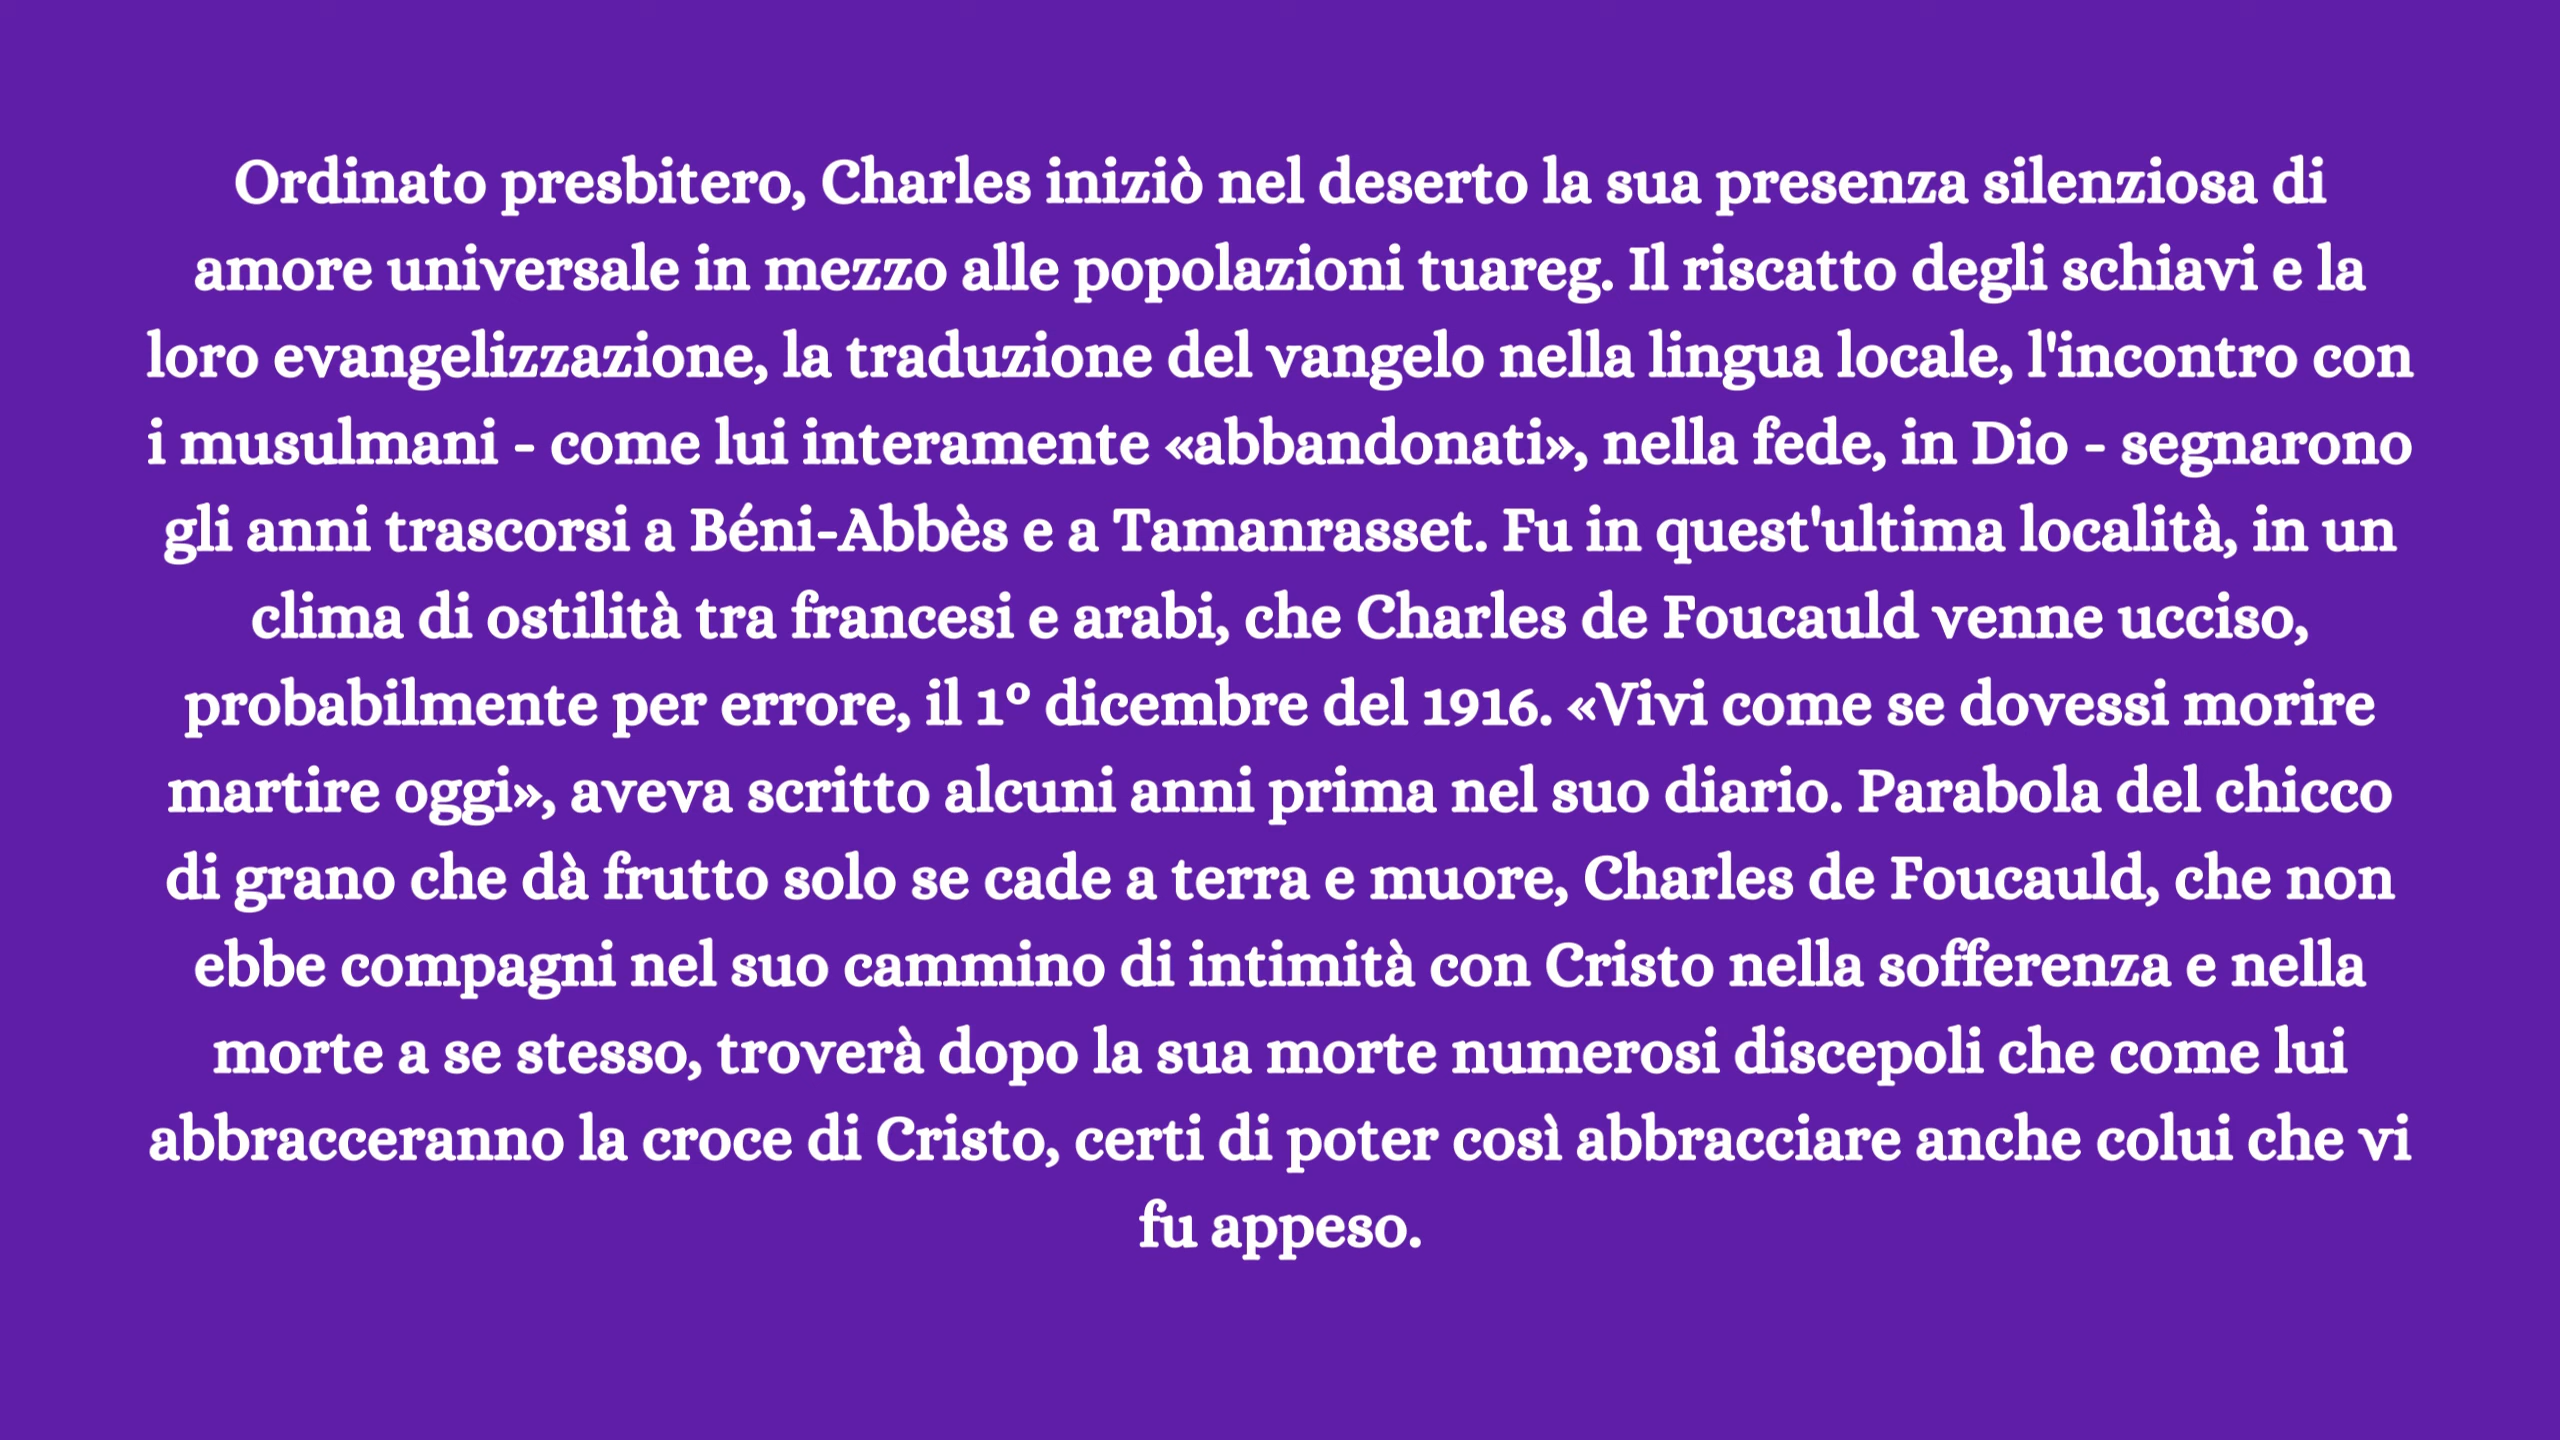 Ordinato presbitero, Charles iniziò nel deserto la sua presenza silenziosa di
amore universale in mezzo alle popolazioni tuareg. Il riscatto degli schiavi e la
loro evangelizzazione, la traduzione del vangelo nella lingua locale, l'incontro con
i musulmani - come lui interamente «abbandonati», nella fede, in Dio - segnarono
gli anni trascorsi a Béni-Abbès e a Tamanrasset. Fu in quest'ultima località, in un
clima di ostilità tra francesi e arabi, che Charles de Foucauld venne ucciso,
probabilmente per errore, il 1º dicembre del 1916. «Vivi come se dovessi morire
martire oggi», aveva scritto alcuni anni prima nel suo diario. Parabola del chicco
di grano che dà frutto solo se cade a terra e muore, Charles de Foucauld, che non
ebbe compagni nel suo cammino di intimità con Cristo nella sofferenza e nella
morte a se stesso, troverà dopo la sua morte numerosi discepoli che come lui
abbracceranno la croce di Cristo, certi di poter così abbracciare anche colui che vi
fu appeso.